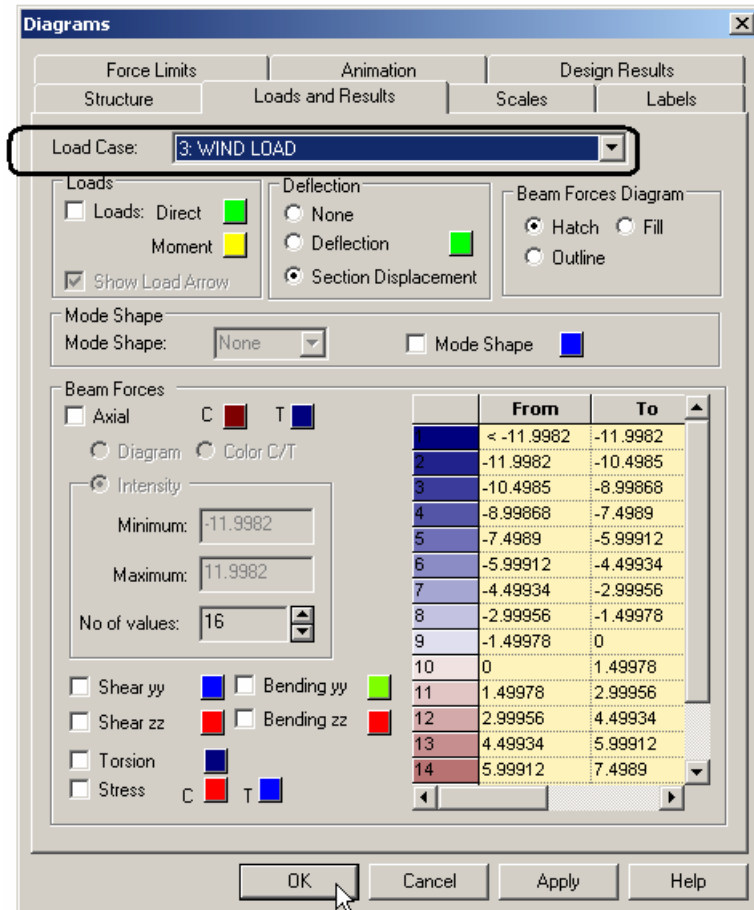 Diagrams
Force Limits Animation Design Results
Structure Loads and Results Scales Labels
Load Case: 3: WIND LOAD
Loads Deflection Beam Forces Diagram
Loads: Direct None Hatch Fill
Moment Deflection Outline
Show Load Arrow Section Displacement
Mode Shape
Mode Shape: None Mode Shape
Beam Forces
Axial C T
Diagram Color C/T
Intensity
Minimum: -11.9982
Maximum: 11.9982
No of values: 16
Shear yy Bending yy
Shear zz Bending zz
Torsion
Stress C T
From To
1 < -11.9982 -11.9982
2 -11.9982 -10.4985
3 -10.4985 -8.99868
4 -8.99868 -7.4989
5 -7.4989 -5.99912
6 -5.99912 -4.49934
7 -4.49934 -2.99956
8 -2.99956 -1.49978
9 -1.49978 0
10 0 1.49978
11 1.49978 2.99956
12 2.99956 4.49934
13 4.49934 5.99912
14 5.99912 7.4989
OK Cancel Apply Help